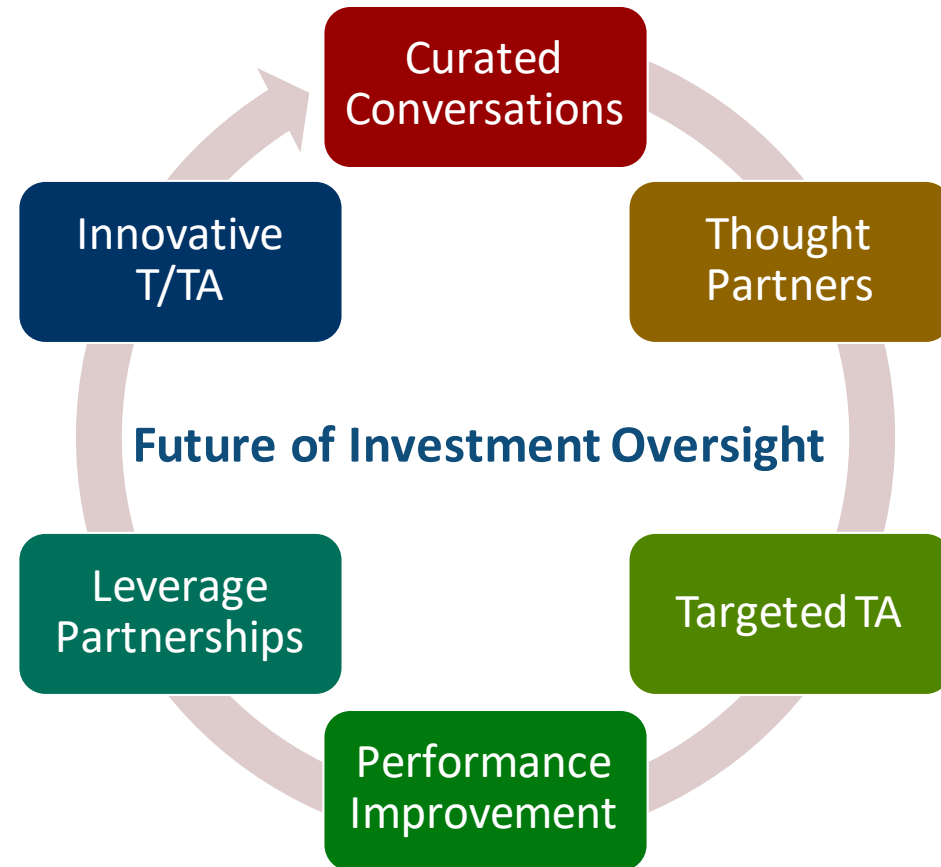 Curated
Conversations
Thought
Partners
Targeted TA
Performance
Improvement
Leverage
Partnerships
Innovative
T/TA
Future of Investment Oversight